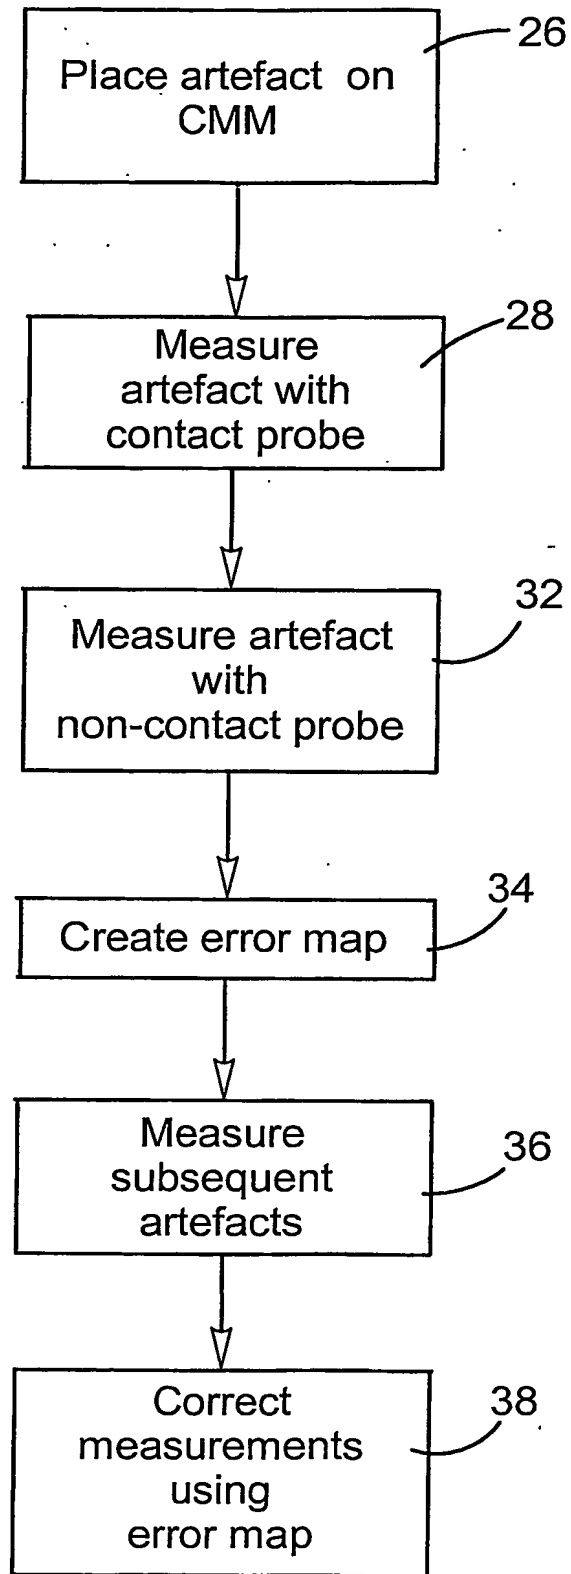 26
Place artefact on
CMM
28
Measure
artefact with
contact probe
32
Measure artefact
with
non-contact probe
34
Create error map
36
Measure
subsequent
artefacts
38
Correct
measurements
using
error map